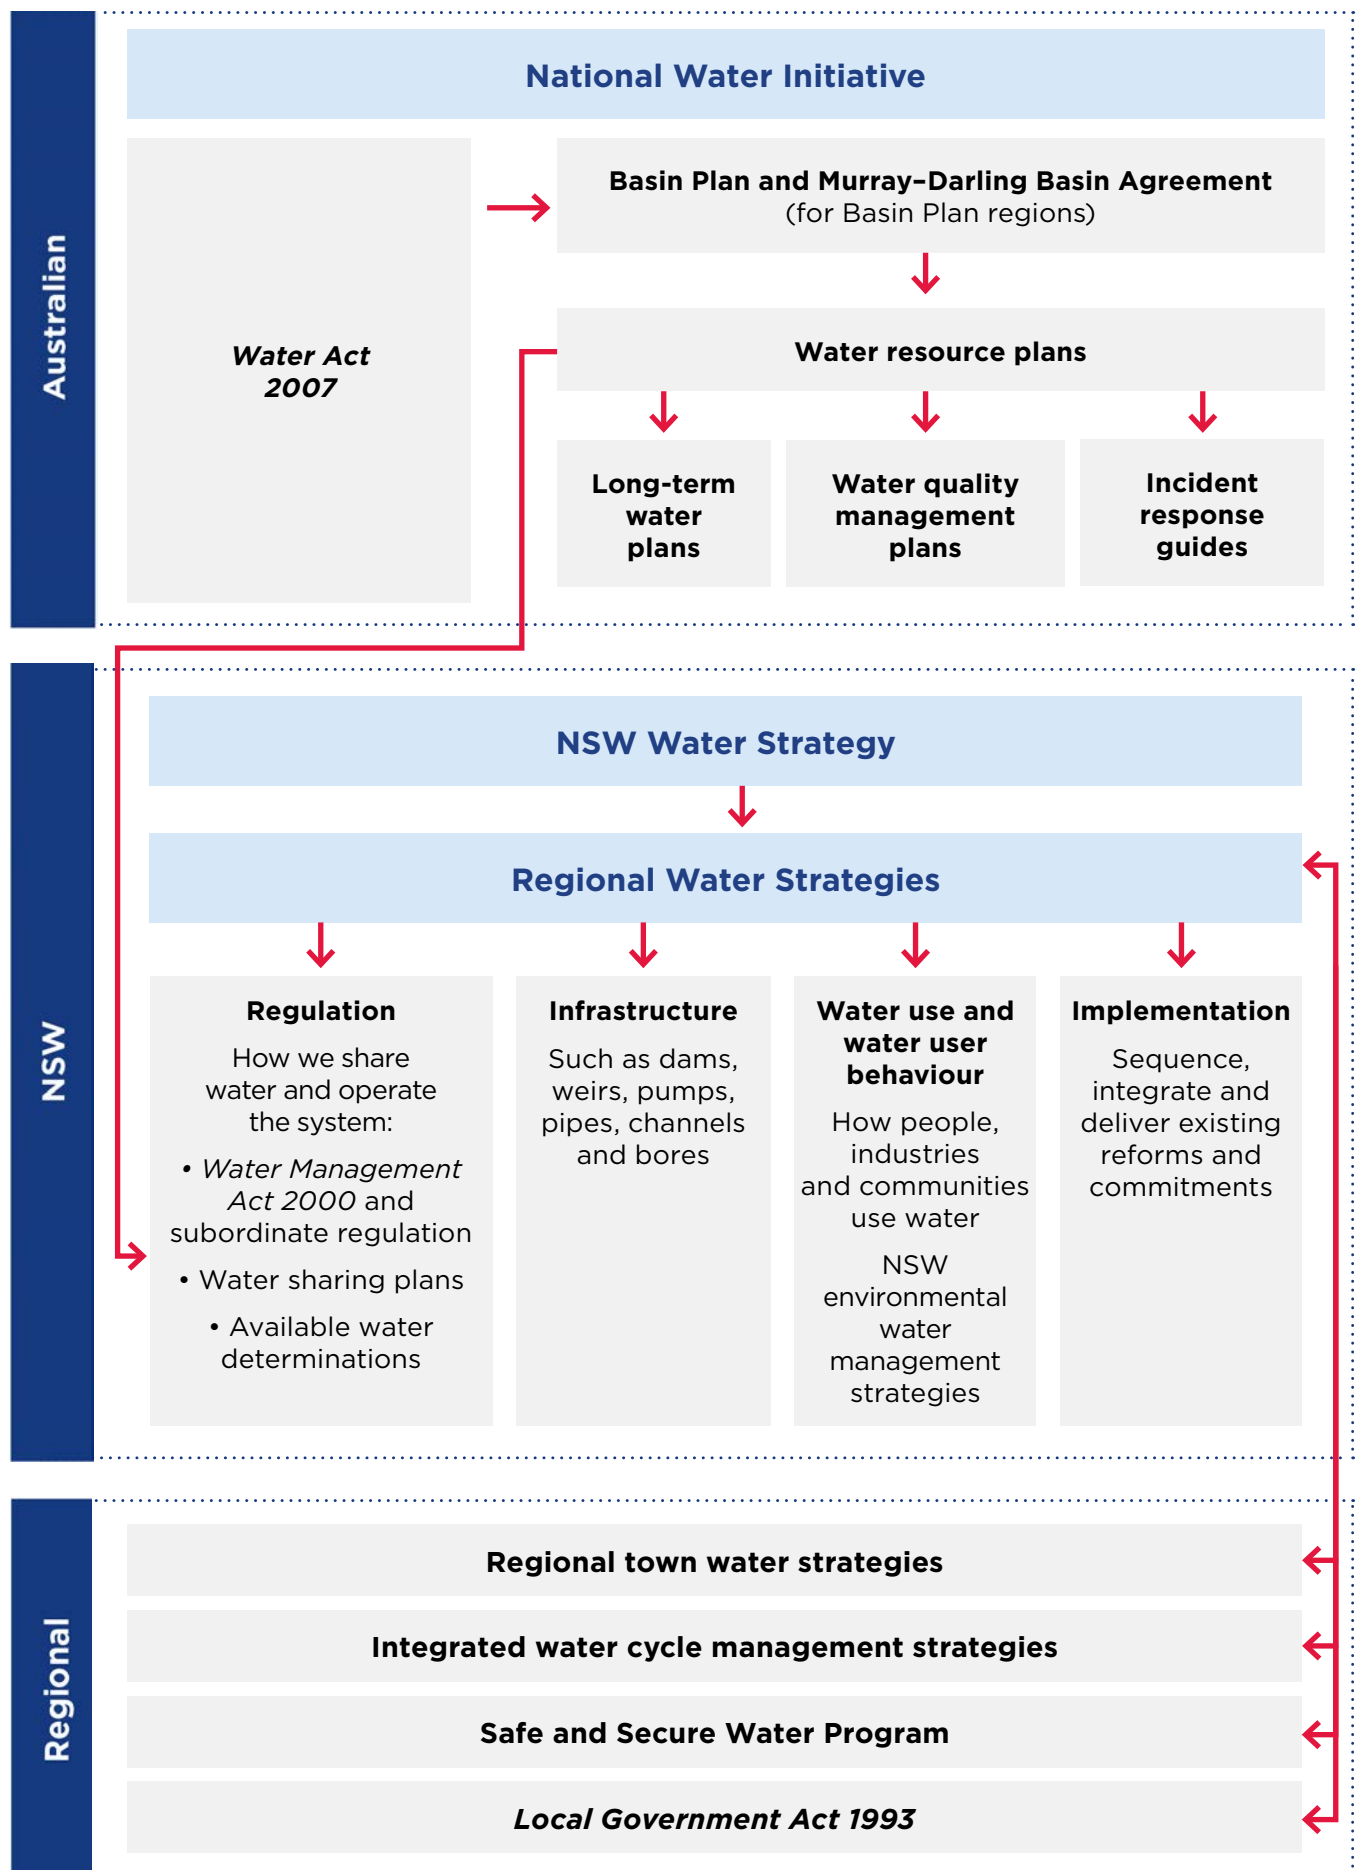 Australian
National Water Initiative
Water Act
2007
Basin Plan and Murray–Darling Basin Agreement
(for Basin Plan regions)
Water resource plans
Long-term
water
plans
Water quality
management
plans
Incident
response
guides
NSW
NSW Water Strategy
Regional Water Strategies
Regulation
How we share
water and operate
the system:
• Water Management
Act 2000 and
subordinate regulation
• Water sharing plans
• Available water
determinations
Infrastructure
Such as dams,
weirs, pumps,
pipes, channels
and bores
Water use and
water user
behaviour
How people,
industries
and communities
use water
NSW
environmental
water
management
strategies
Implementation
Sequence,
integrate and
deliver existing
reforms and
commitments
Regional
Regional town water strategies
Integrated water cycle management strategies
Safe and Secure Water Program
Local Government Act 1993